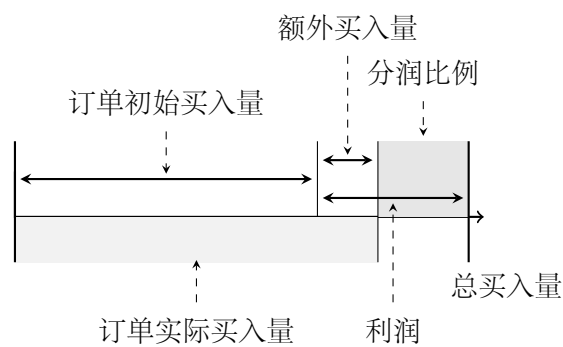 额外买入量
分润比例
订单初始买入量
总买入量
订单实际买入量
利润